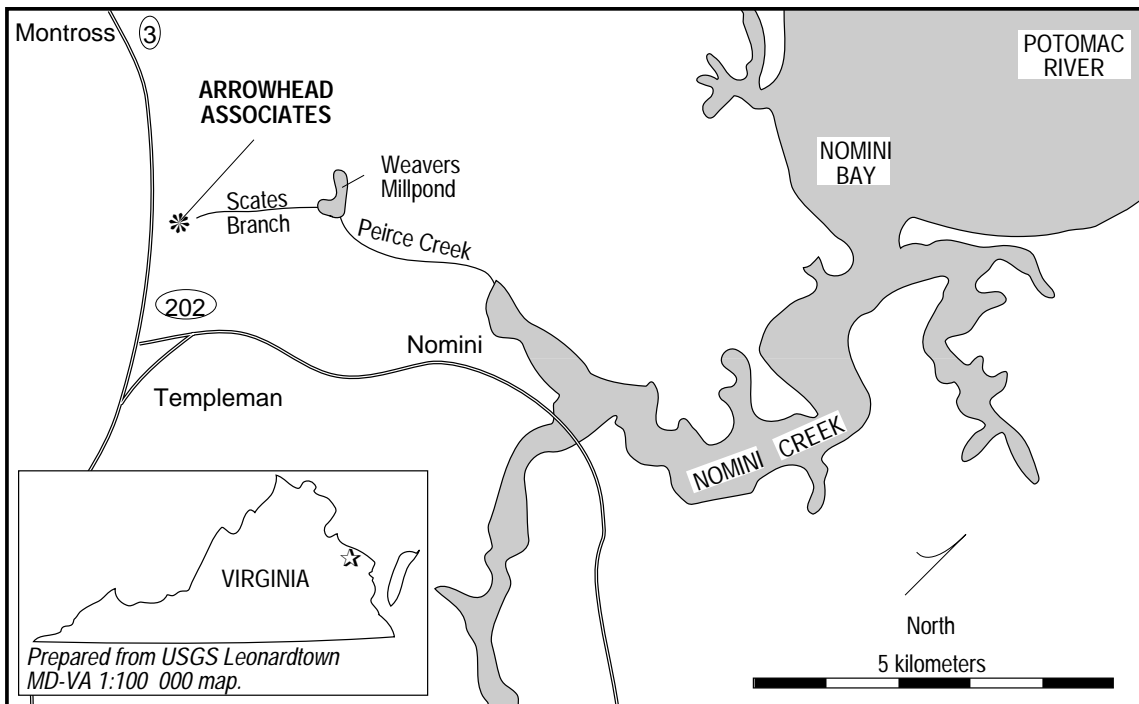 Montross
3
ARROWHEAD
ASSOCIATES
POTOMAC
RIVER
NOMINI
BAY
Weavers
Millpond
Scates
Branch
Peirce Creek
202
Nomini
Templeman
NOMINI CREEK
VIRGINIA
Prepared from USGS Leonardtown
MD-VA 1:100 000 map.
North
5 kilometers